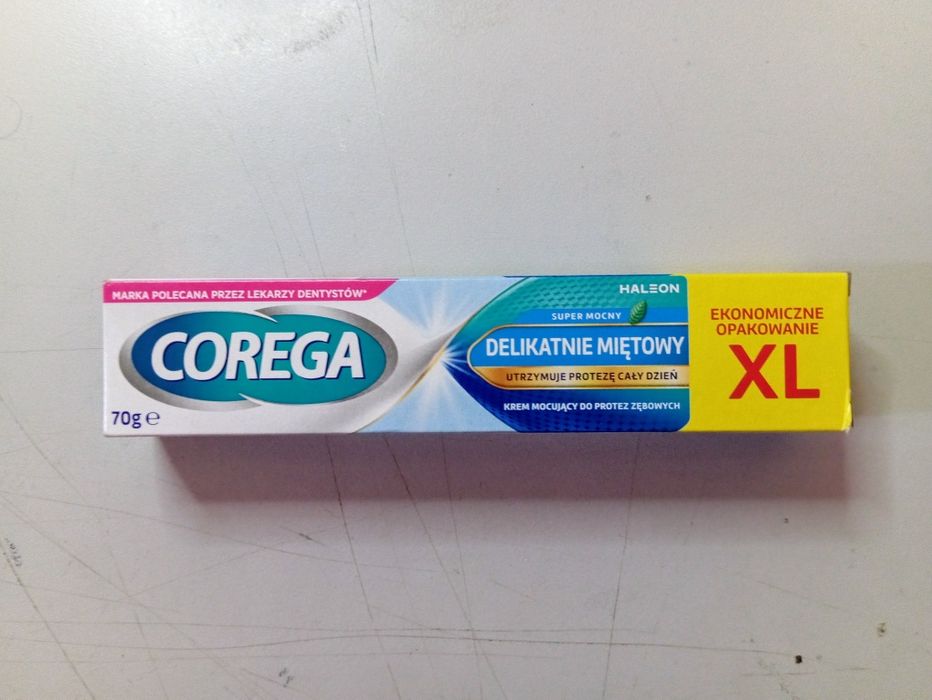 MARKA POLECANA PRZEZ LEKARZY DENTYSTÓW*
COREGA
70g ℮
HALEON
SUPER MOCNY
DELIKATNIE MIĘTOWY
UTRZYMUJE PROTEZĘ CAŁY DZIEŃ
KREM MOCUJĄCY DO PROTEZ ZĘBOWYCH
EKONOMICZNE
OPAKOWANIE
XL